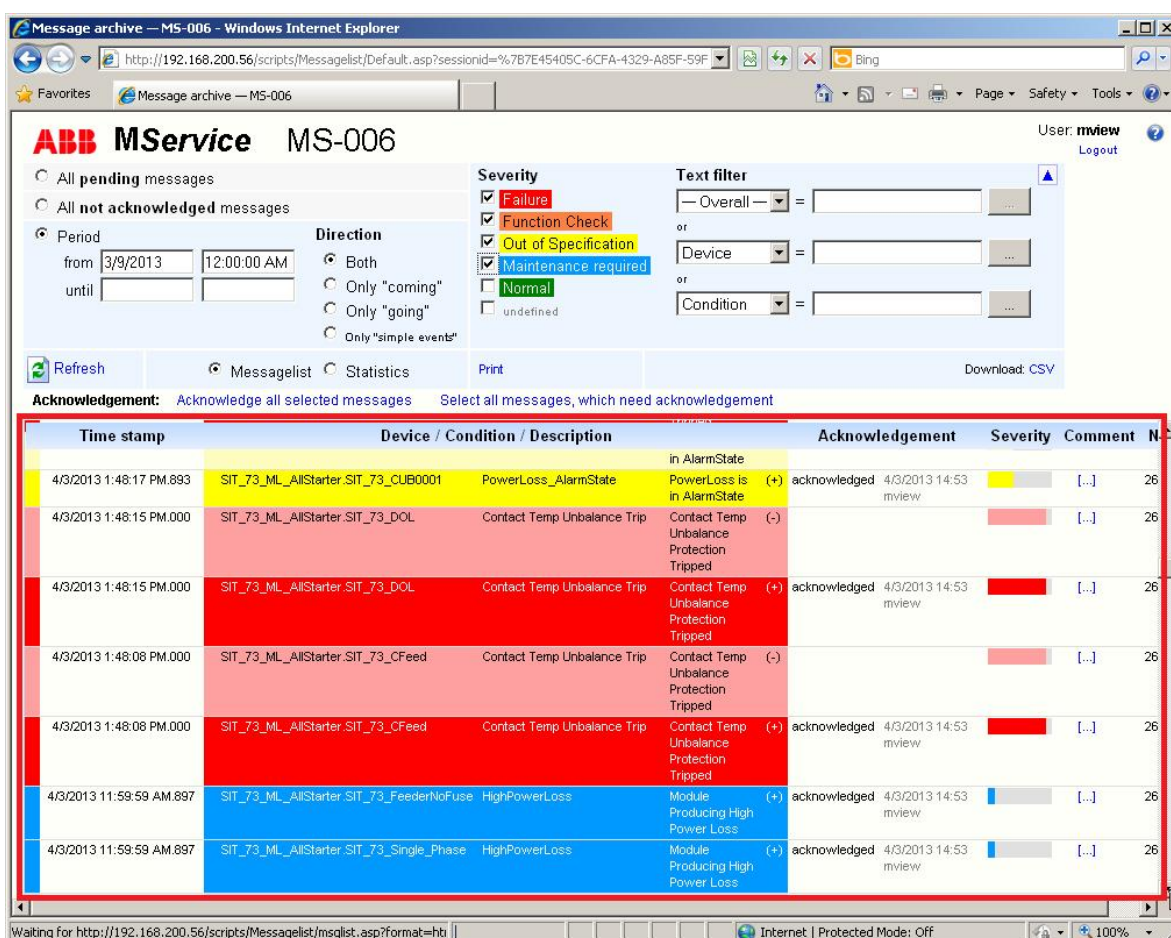 Message archive — MS-006 - Windows Internet Explorer
http://192.168.200.56/scripts/Messagelist/Default.asp?sessionid=%7B7E45405C-6CFA-4329-A85F-59F
Bing
Favorites Message archive — MS-006 Page Safety Tools
ABB MService MS-006 User: mview
Logout
All pending messages
All not acknowledged messages
Period
from 3/9/2013 12:00:00 AM
until
Direction
Both
Only "coming"
Only "going"
Only "simple events"
Severity
Failure
Function Check
Out of Specification
Maintenance required
Normal
undefined
Text filter
— Overall — = ...
or
Device = ...
or
Condition = ...
Refresh Messagelist Statistics Print Download: CSV
Acknowledgement: Acknowledge all selected messages Select all messages, which need acknowledgement
Time stamp Device / Condition / Description Acknowledgement Severity Comment
in AlarmState
4/3/2013 1:48:17 PM.893 SIT_73_ML_AllStarter.SIT_73_CUB0001 PowerLoss_AlarmState PowerLoss is (+) acknowledged 4/3/2013 14:53 [...] 26
in AlarmState mview
4/3/2013 1:48:15 PM.000 SIT_73_ML_AllStarter.SIT_73_DOL Contact Temp Unbalance Trip Contact Temp (-) [...] 26
Unbalance
Protection
Tripped
4/3/2013 1:48:15 PM.000 SIT_73_ML_AllStarter.SIT_73_DOL Contact Temp Unbalance Trip Contact Temp (+) acknowledged 4/3/2013 14:53 [...] 26
Unbalance mview
Protection
Tripped
4/3/2013 1:48:08 PM.000 SIT_73_ML_AllStarter.SIT_73_CFeed Contact Temp Unbalance Trip Contact Temp (-) [...] 26
Unbalance
Protection
Tripped
4/3/2013 1:48:08 PM.000 SIT_73_ML_AllStarter.SIT_73_CFeed Contact Temp Unbalance Trip Contact Temp (+) acknowledged 4/3/2013 14:53 [...] 26
Unbalance mview
Protection
Tripped
4/3/2013 11:59:59 AM.897 SIT_73_ML_AllStarter.SIT_73_FeederNoFuse HighPowerLoss Module (+) acknowledged 4/3/2013 14:53 [...] 26
Producing High mview
Power Loss
4/3/2013 11:59:59 AM.897 SIT_73_ML_AllStarter.SIT_73_Single_Phase HighPowerLoss Module (+) acknowledged 4/3/2013 14:53 [...] 26
Producing High mview
Power Loss
Waiting for http://192.168.200.56/scripts/Messagelist/msglist.asp?format=ht Internet | Protected Mode: Off 100%